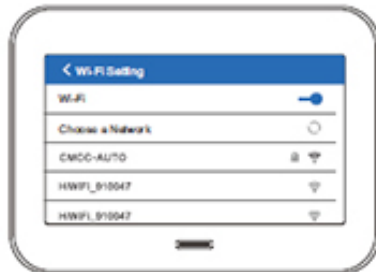 Wi-Fi Setting
Wi-Fi
Choose a Network
CMCC-AUTO
HiWiFi_910047
HiWiFi_910047